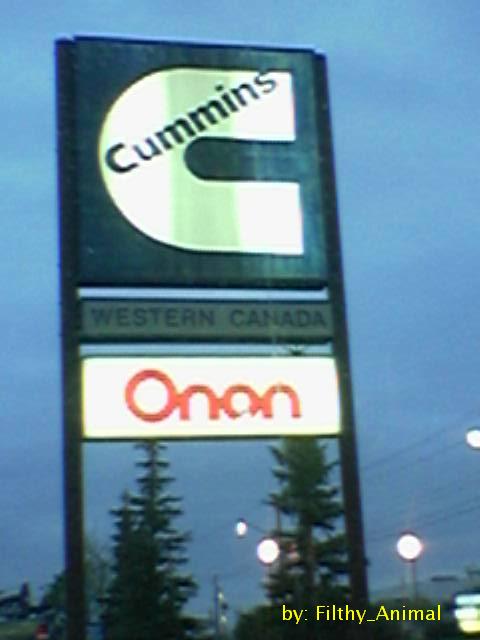 Cummins
WESTERN CANADA
Onan
by: Filthy_Animal